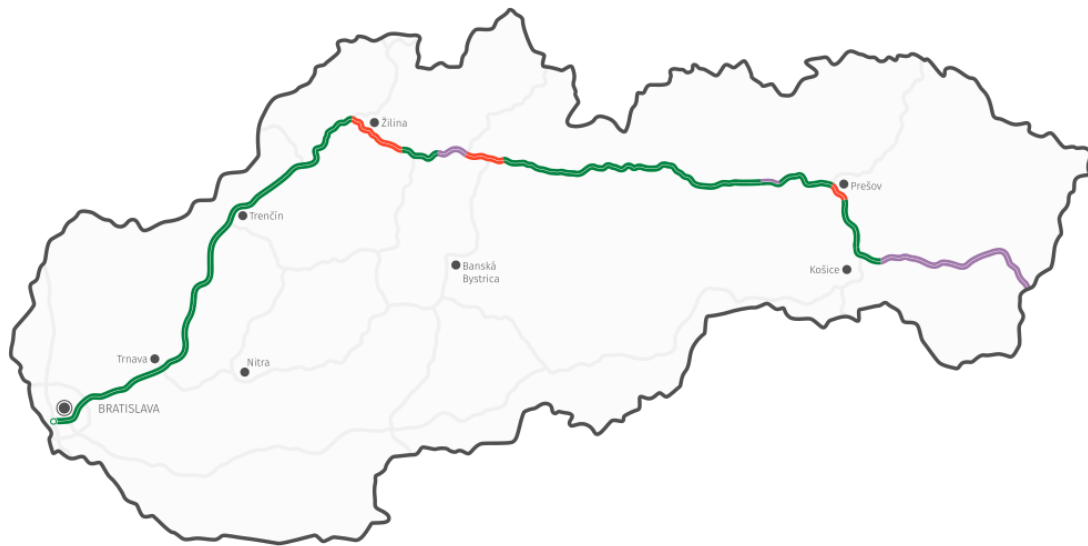 Žilina
Prešov
Trenčín
Banská
Bystrica
Košice
Trnava
Nitra
BRATISLAVA